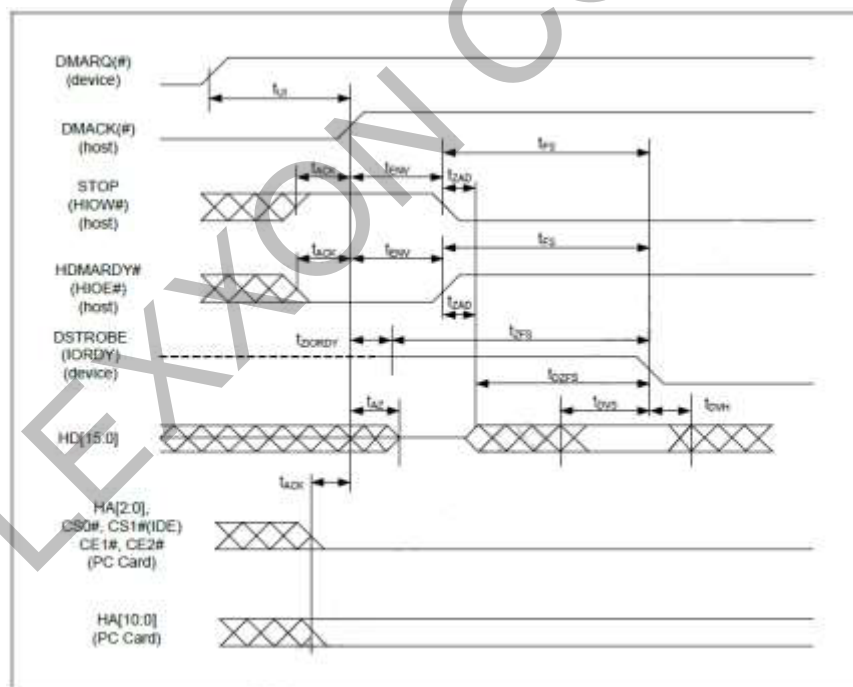 DMARQ(#)
(device)
tUI
DMACK(#)
(host)
tFS
tACK
tENV
tZAD
STOP
(HIOW#)
(host)
tFS
tACK
tENV
HDMARDY#
(HIOE#)
(host)
tZAD
DSTROBE
(IORDY)
(device)
tZIORDY
tZFS
tDZFS
tAZ
tDVS
tDVH
HD[15:0]
tACK
HA[2:0],
CS0#, CS1#(IDE)
CE1#, CE2#
(PC Card)
HA[10:0]
(PC Card)